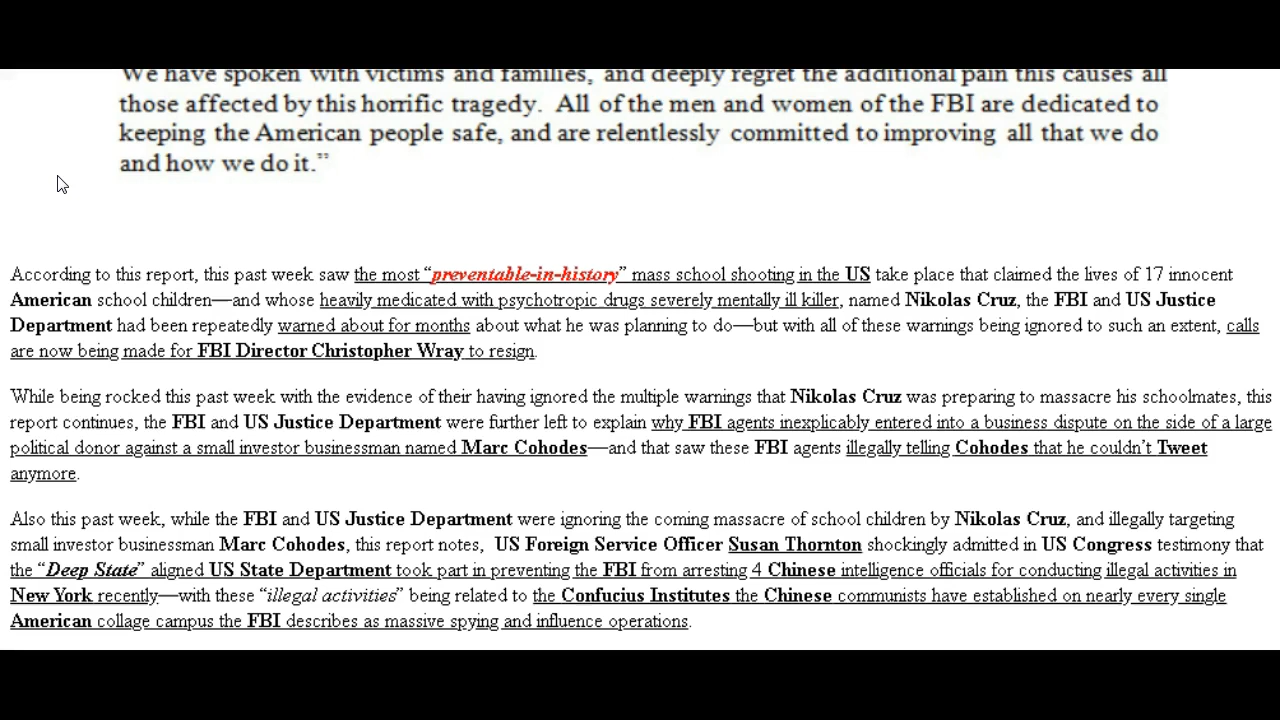 We have spoken with victims and families, and deeply regret the additional pain this causes all
those affected by this horrific tragedy. All of the men and women of the FBI are dedicated to
keeping the American people safe, and are relentlessly committed to improving all that we do
and how we do it.”
According to this report, this past week saw the most “preventable-in-history” mass school shooting in the US take place that claimed the lives of 17 innocent
American school children—and whose heavily medicated with psychotropic drugs severely mentally ill killer, named Nikolas Cruz, the FBI and US Justice
Department had been repeatedly warned about for months about what he was planning to do—but with all of these warnings being ignored to such an extent, calls
are now being made for FBI Director Christopher Wray to resign.
While being rocked this past week with the evidence of their having ignored the multiple warnings that Nikolas Cruz was preparing to massacre his schoolmates, this
report continues, the FBI and US Justice Department were further left to explain why FBI agents inexplicably entered into a business dispute on the side of a large
political donor against a small investor businessman named Marc Cohodes—and that saw these FBI agents illegally telling Cohodes that he couldn’t Tweet
anymore.
Also this past week, while the FBI and US Justice Department were ignoring the coming massacre of school children by Nikolas Cruz, and illegally targeting
small investor businessman Marc Cohodes, this report notes, US Foreign Service Officer Susan Thornton shockingly admitted in US Congress testimony that
the “Deep State” aligned US State Department took part in preventing the FBI from arresting 4 Chinese intelligence officials for conducting illegal activities in
New York recently—with these “illegal activities” being related to the Confucius Institutes the Chinese communists have established on nearly every single
American collage campus the FBI describes as massive spying and influence operations.